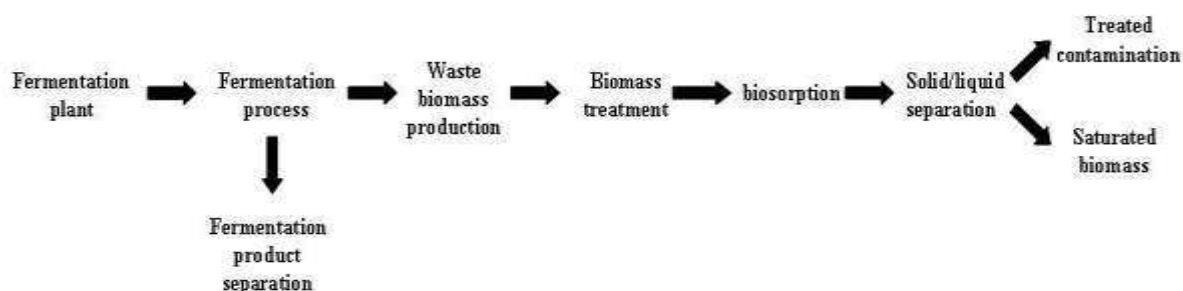 Fermentation
plant
Fermentation
process
Fermentation
product
separation
Waste
biomass
production
Biomass
treatment
biosorption
Solid/liquid
separation
Treated
contamination
Saturated
biomass